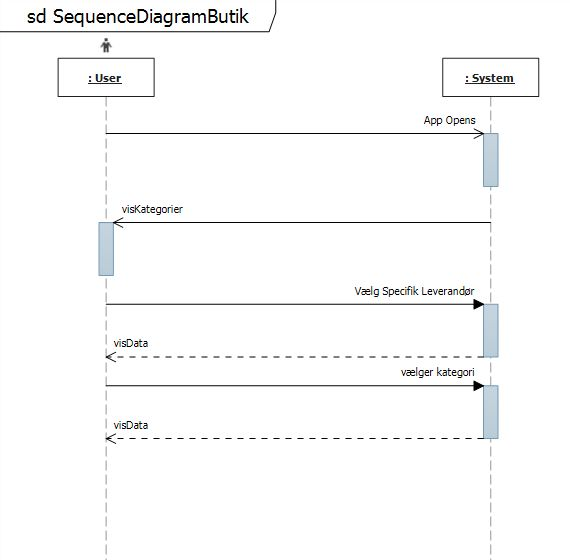 sd SequenceDiagramButik
: User
: System
App Opens
visKategorier
Vælg Specifik Leverandør
visData
vælger kategori
visData